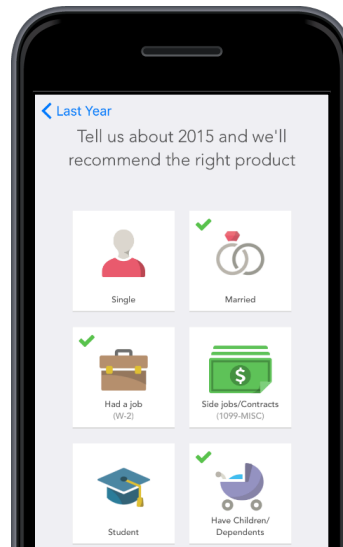 Last Year
Tell us about 2015 and we'll
recommend the right product
Single
Married
Had a job
(W-2)
Side jobs/Contracts
(1099-MISC)
Student
Have Children/
Dependents